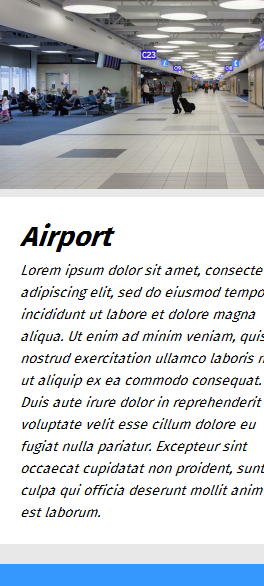 C23
C9
Airport
Lorem ipsum dolor sit amet, consecte
adipiscing elit, sed do eiusmod tempo
incididunt ut labore et dolore magna
aliqua. Ut enim ad minim veniam, quis
nostrud exercitation ullamco laboris n
ut aliquip ex ea commodo consequat.
Duis aute irure dolor in reprehenderit
voluptate velit esse cillum dolore eu
fugiat nulla pariatur. Excepteur sint
occaecat cupidatat non proident, sunt
culpa qui officia deserunt mollit anim
est laborum.